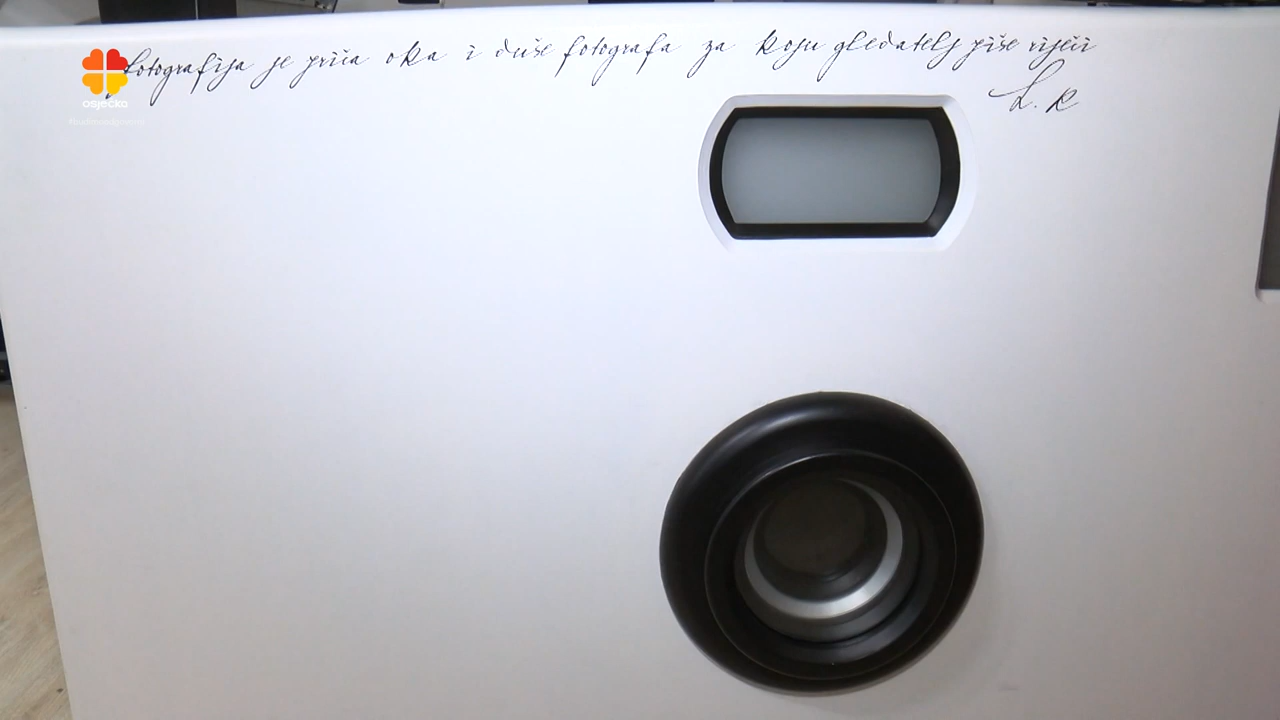 Fotografija je priča oka i duše fotografa za koju gledatelj piše riječi
L. R
osječko